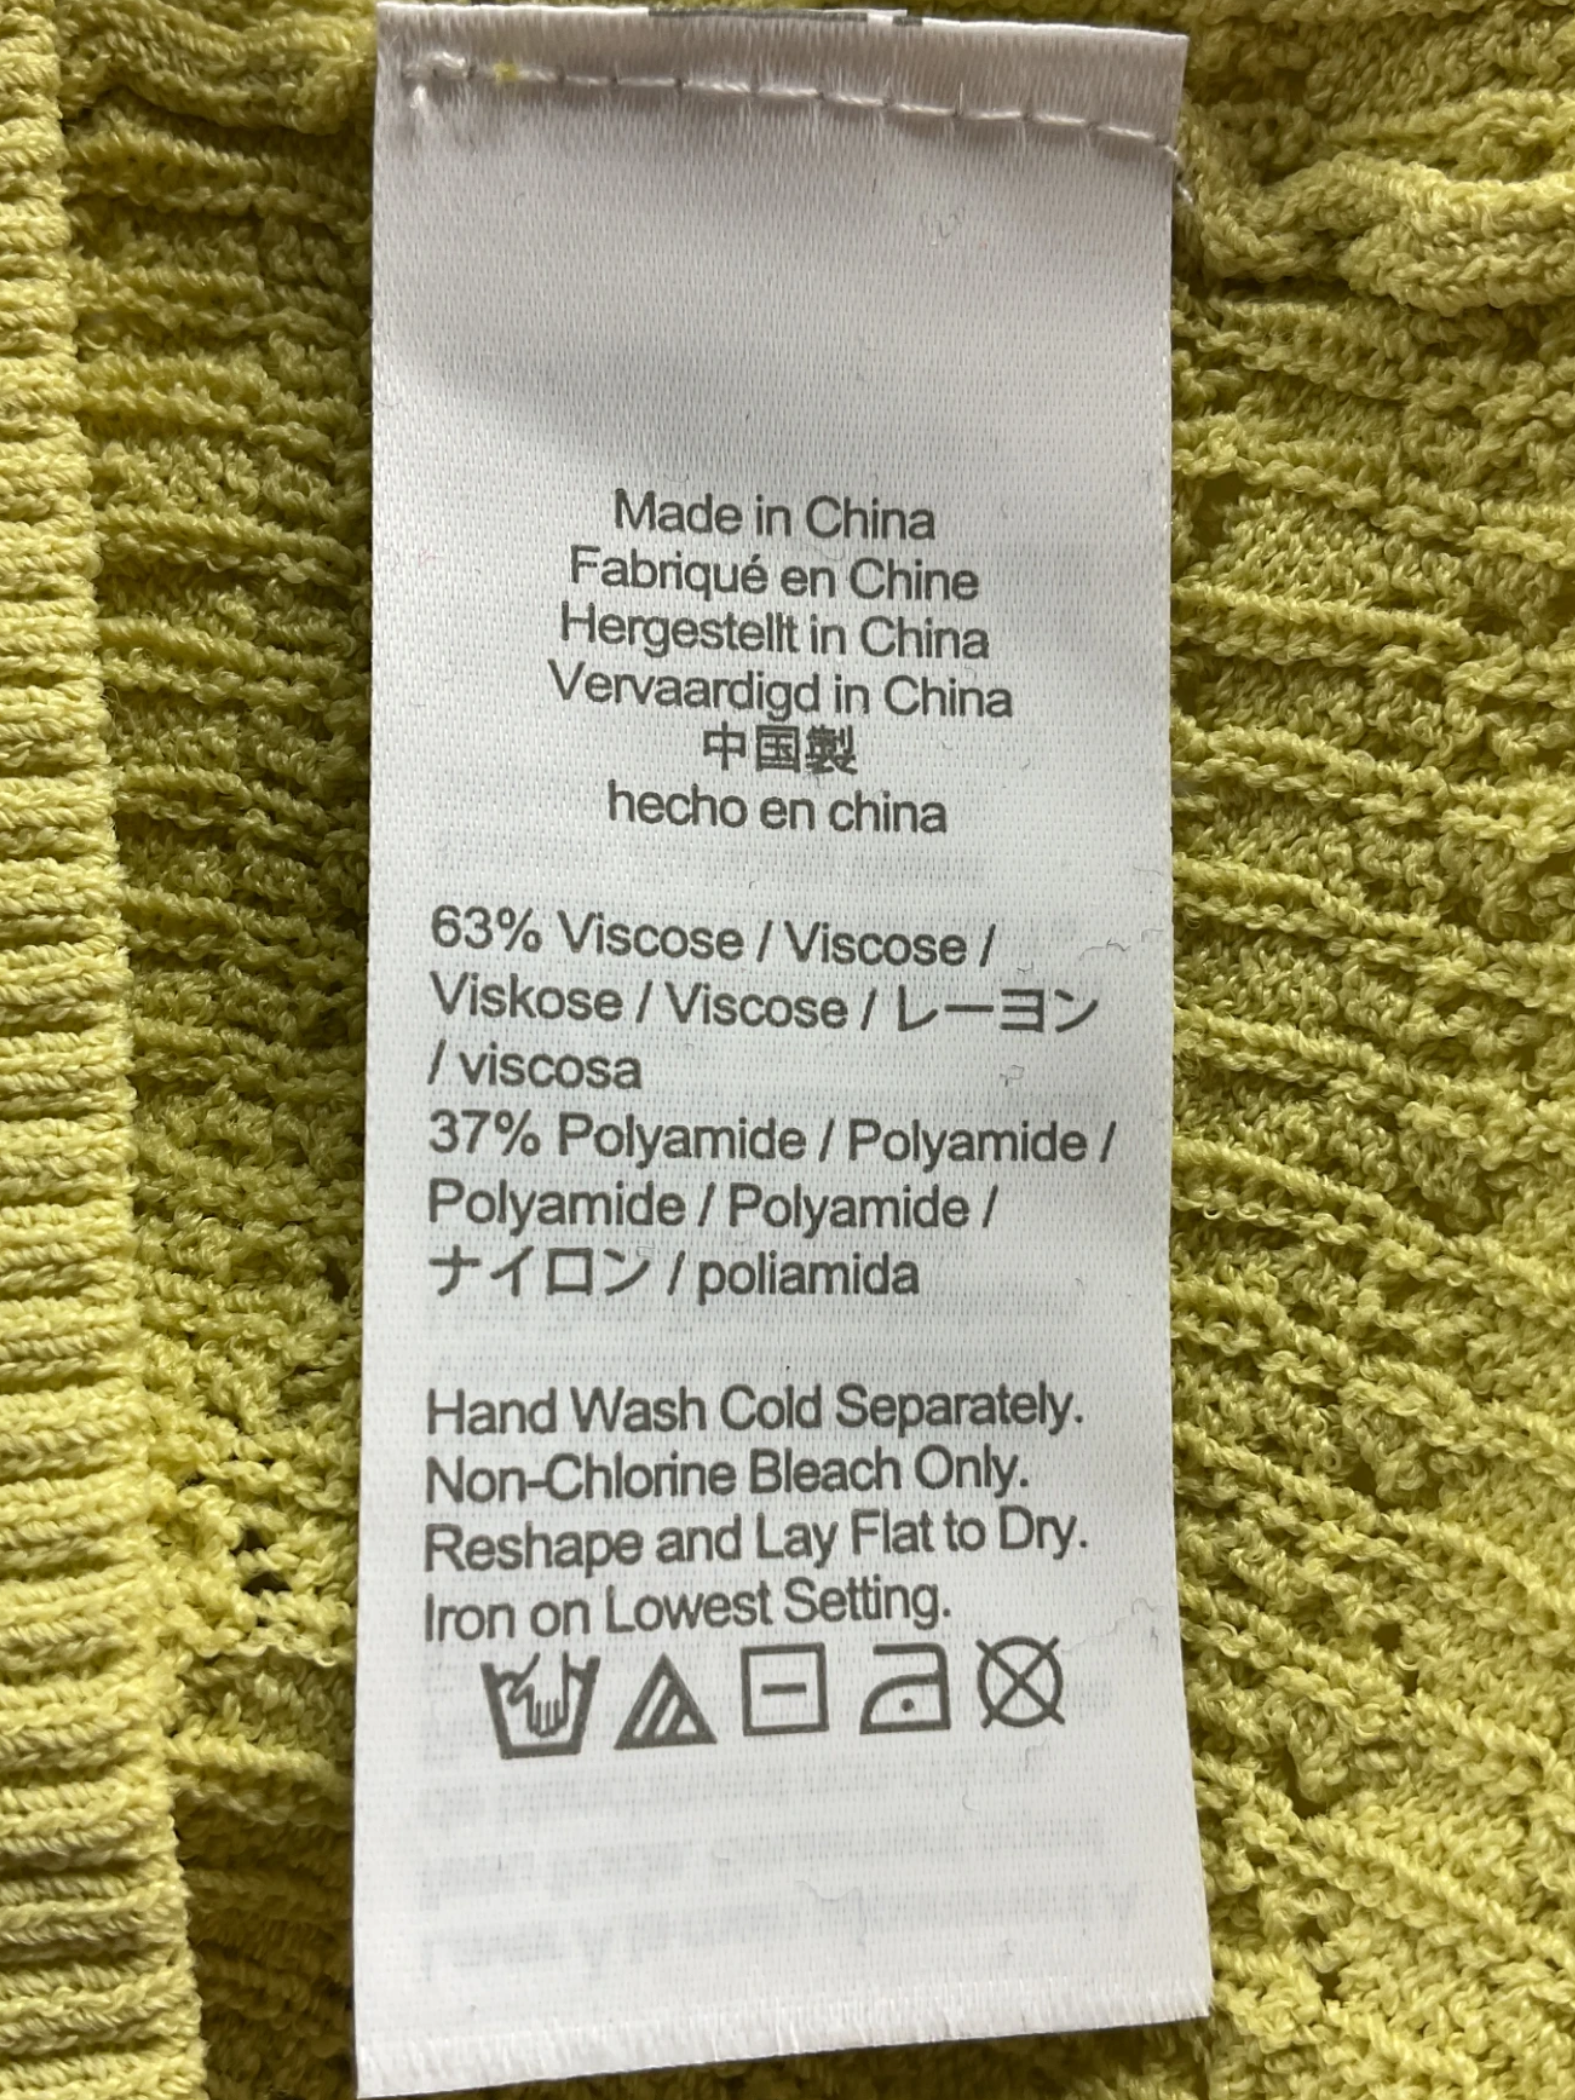 Made in China
Fabriqué en Chine
Hergestellt in China
Vervaardigd in China
中国製
hecho en china
63% Viscose / Viscose /
Viskose / Viscose / レーヨン
/ viscosa
37% Polyamide / Polyamide /
Polyamide / Polyamide /
ナイロン / poliamida
Hand Wash Cold Separately.
Non-Chlorine Bleach Only.
Reshape and Lay Flat to Dry.
Iron on Lowest Setting.